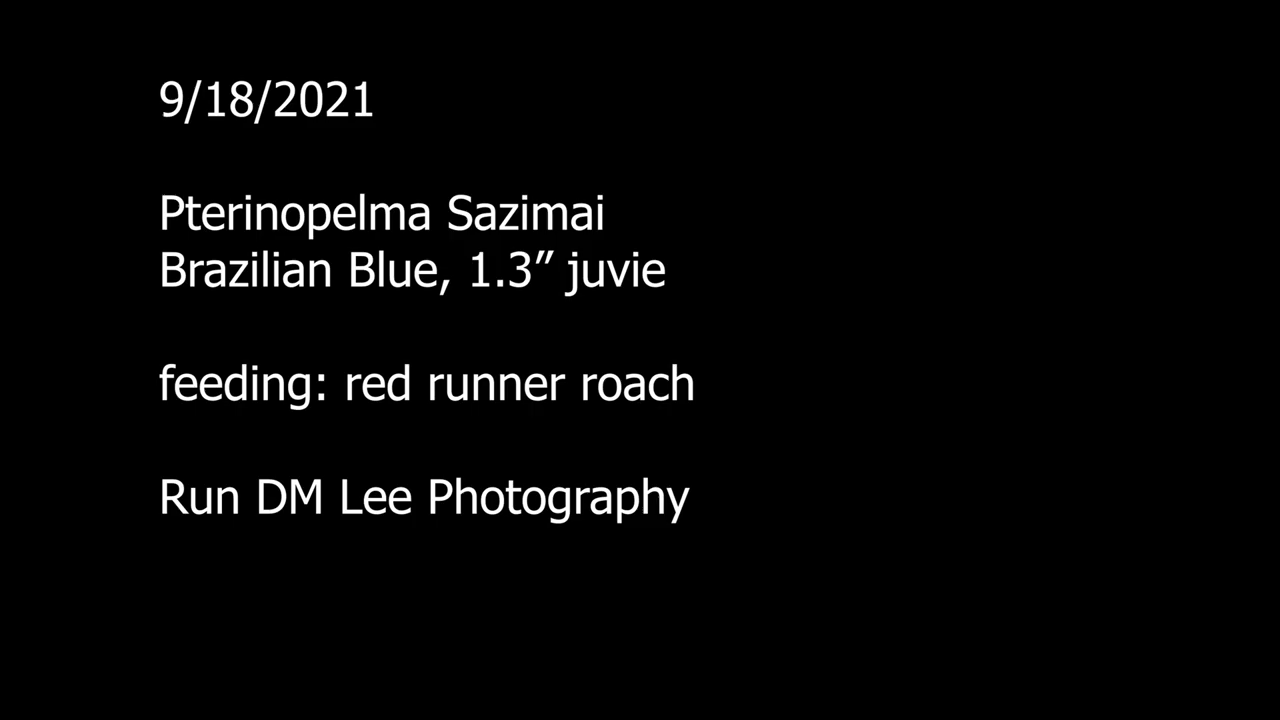 9/18/2021
Pterinopelma Sazimai
Brazilian Blue, 1.3” juvie
feeding: red runner roach
Run DM Lee Photography